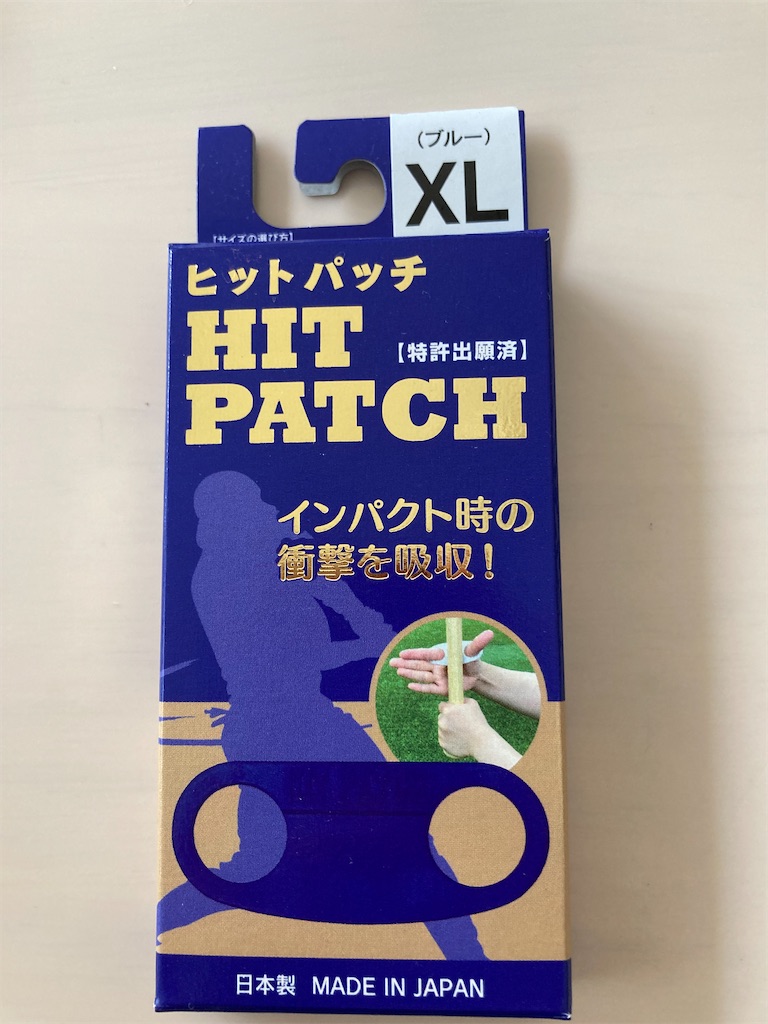 (ブルー)
XL
【サイズの選び方】
ヒットパッチ
HIT
【特許出願済】
PATCH
インパクト時の
衝撃を吸収!
日本製 MADE IN JAPAN